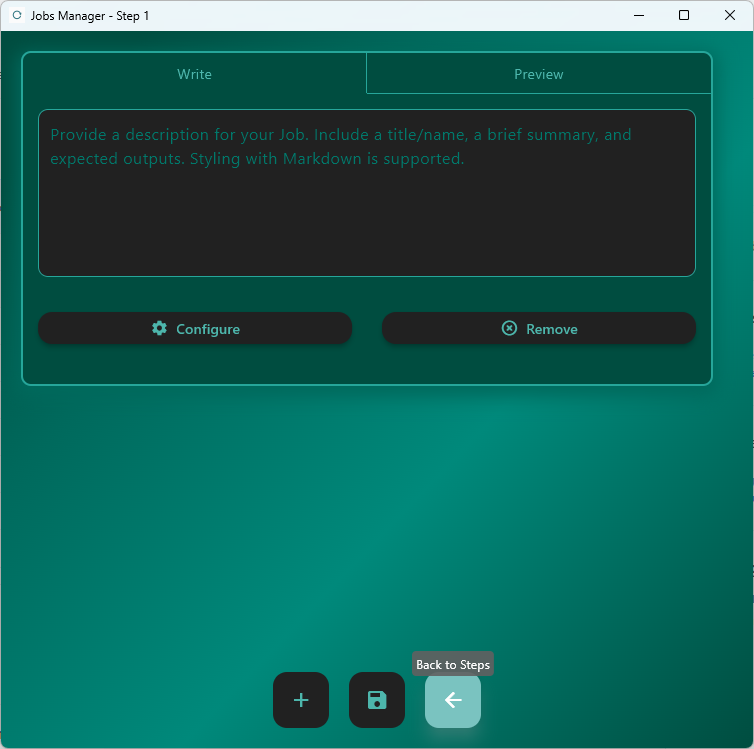 Jobs Manager - Step 1
Write
Preview
Provide a description for your Job. Include a title/name, a brief summary, and
expected outputs. Styling with Markdown is supported.
Configure
Remove
Back to Steps